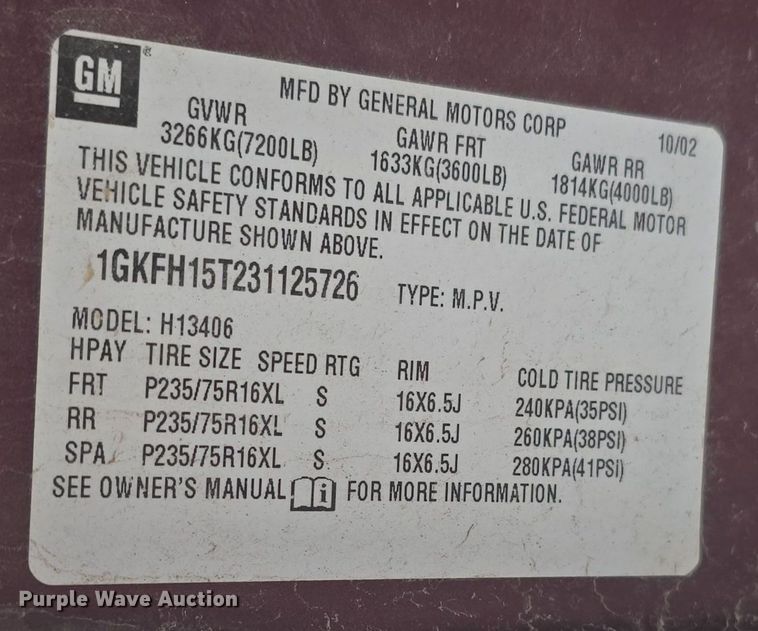 GM
®
MFD BY GENERAL MOTORS CORP 10/02
GVWR GAWR FRT GAWR RR
3266KG(7200LB) 1633KG(3600LB) 1814KG(4000LB)
THIS VEHICLE CONFORMS TO ALL APPLICABLE U.S. FEDERAL MOTOR
VEHICLE SAFETY STANDARDS IN EFFECT ON THE DATE OF
MANUFACTURE SHOWN ABOVE.
1GKFH15T231125726 TYPE: M.P.V.
MODEL: H13406
HPAY TIRE SIZE SPEED RTG RIM COLD TIRE PRESSURE
FRT P235/75R16XL S 16X6.5J 240KPA(35PSI)
RR P235/75R16XL S 16X6.5J 260KPA(38PSI)
SPA P235/75R16XL S 16X6.5J 280KPA(41PSI)
SEE OWNER'S MANUAL i FOR MORE INFORMATION.
Purple Wave Auction